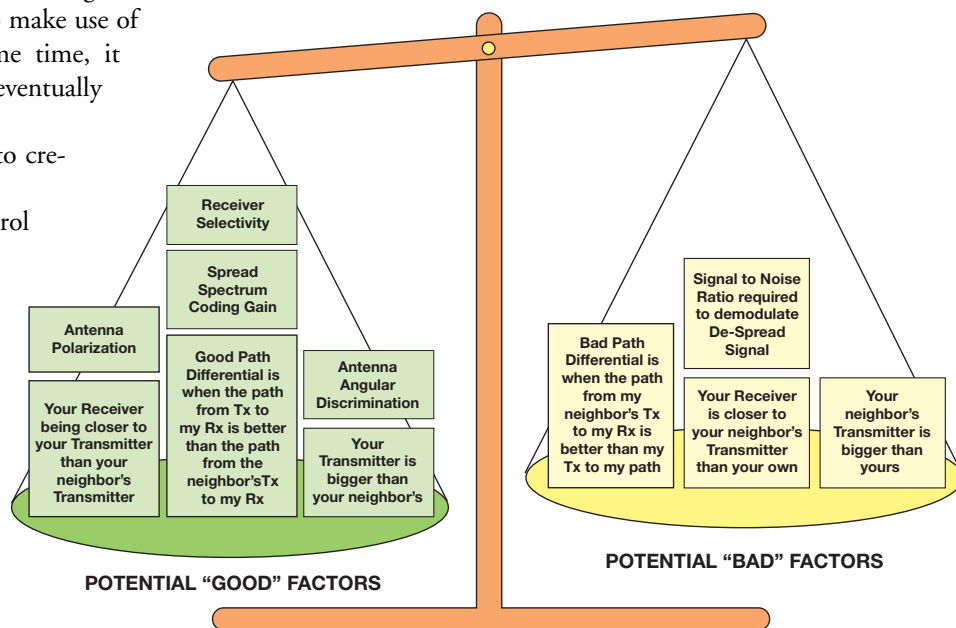 make use of
me time, it
eventually
to cre-
rol
Receiver
Selectivity
Spread
Spectrum
Coding Gain
Antenna
Polarization
Good Path
Differential is
when the path
from Tx to
my Rx is better
than the path
from the
neighbor'sTx
to my Rx
Antenna
Angular
Discrimination
Your Receiver
being closer to
your Transmitter
than your
neighbor's
Transmitter
Your
Transmitter is
bigger than
your neighbor's
POTENTIAL “GOOD” FACTORS
Signal to Noise
Ratio required
to demodulate
De-Spread
Signal
Bad Path
Differential is
when the path
from my
neighbor's Tx
to my Rx is
better than my
Tx to my path
Your Receiver
is closer to
your neighbor's
Transmitter
than your own
Your
neighbor's
Transmitter is
bigger than
yours
POTENTIAL “BAD” FACTORS